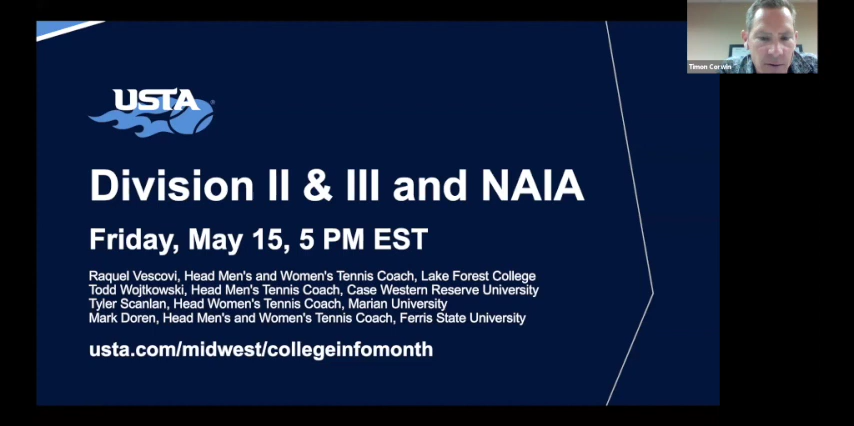 Timon Corwin
USTA
Division II & III and NAIA
Friday, May 15, 5 PM EST
Raquel Vescovi, Head Men's and Women's Tennis Coach, Lake Forest College
Todd Wojtkowski, Head Men's Tennis Coach, Case Western Reserve University
Tyler Scanlan, Head Women's Tennis Coach, Marian University
Mark Doren, Head Men's and Women's Tennis Coach, Ferris State University
usta.com/midwest/collegeinfomonth